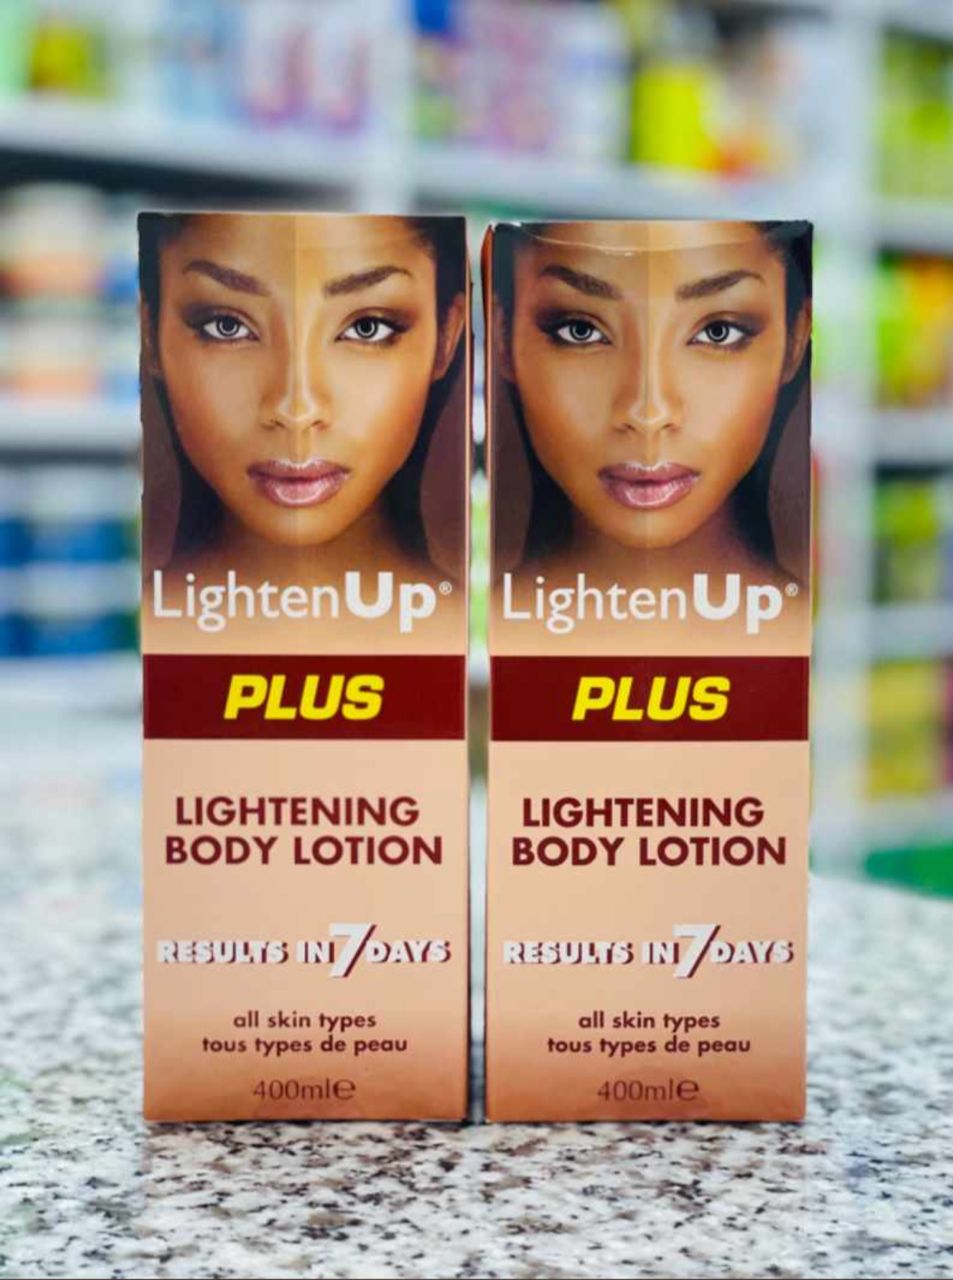 LightenUp®
PLUS
LIGHTENING
BODY LOTION
RESULTS IN 7 DAYS
all skin types
tous types de peau
400ml℮
LightenUp®
PLUS
LIGHTENING
BODY LOTION
RESULTS IN 7 DAYS
all skin types
tous types de peau
400ml℮